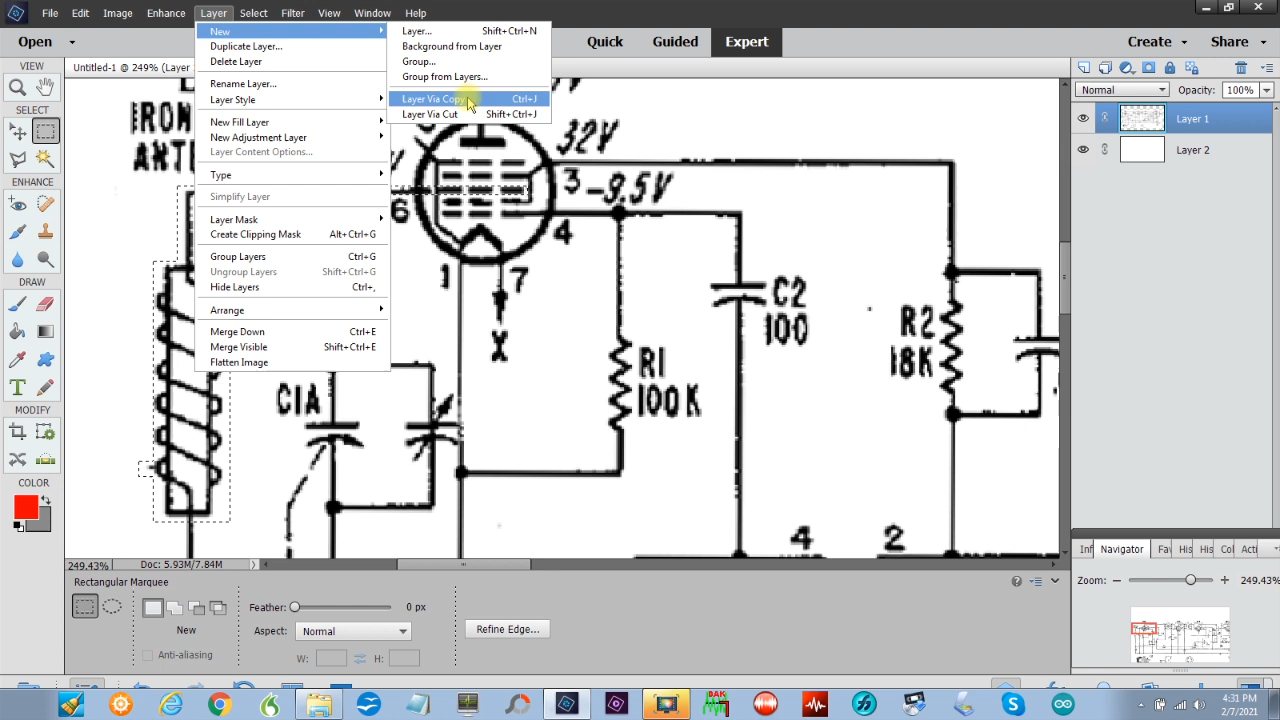 File Edit Image Enhance Layer Select Filter View Window Help
Open Quick Guided Expert Create Share
VIEW
SELECT
ENHANCE
DRAW
MODIFY
COLOR
Untitled-1 @ 249% (Layer
New
Duplicate Layer...
Delete Layer
Rename Layer...
Layer Style
New Fill Layer
New Adjustment Layer
Layer Content Options...
Type
Simplify Layer
Layer Mask
Create Clipping Mask Alt+Ctrl+G
Group Layers Ctrl+G
Ungroup Layers Shift+Ctrl+G
Hide Layers Ctrl+,
Arrange
Merge Down Ctrl+E
Merge Visible Shift+Ctrl+E
Flatten Image
Layer... Shift+Ctrl+N
Background from Layer
Group...
Group from Layers...
Layer Via Copy Ctrl+J
Layer Via Cut Shift+Ctrl+J
IRON
ANTE
32V
3
-9.5V
6
4
1
7
X
C2
100
R1
100K
R2
18K
C1A
4
2
Normal Opacity: 100%
Layer 1
Layer 2
249.43% Doc: 5.93M/7.84M
Rectangular Marquee
New
Anti-aliasing
Feather: 0 px
Aspect: Normal
W: H:
Refine Edge...
Navigator
Zoom: 249.43%
DAK
4:31 PM
2/7/2021